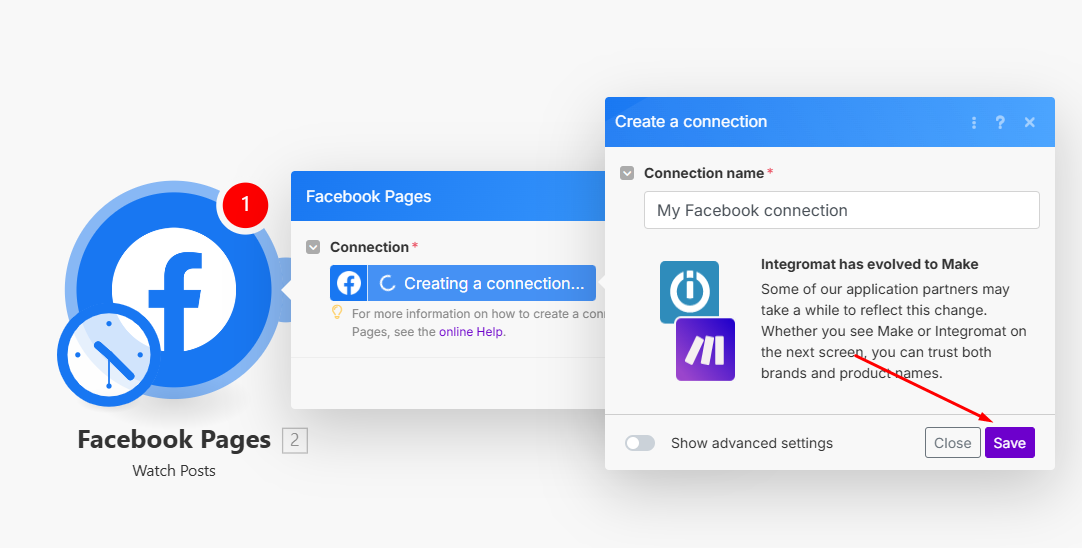 1
Facebook Pages 2
Watch Posts
Facebook Pages
Connection *
Creating a connection...
For more information on how to create a con
Pages, see the online Help.
Create a connection
?
Connection name *
My Facebook connection
Integromat has evolved to Make
Some of our application partners may
take a while to reflect this change.
Whether you see Make or Integromat on
the next screen, you can trust both
brands and product names.
Show advanced settings
Close
Save